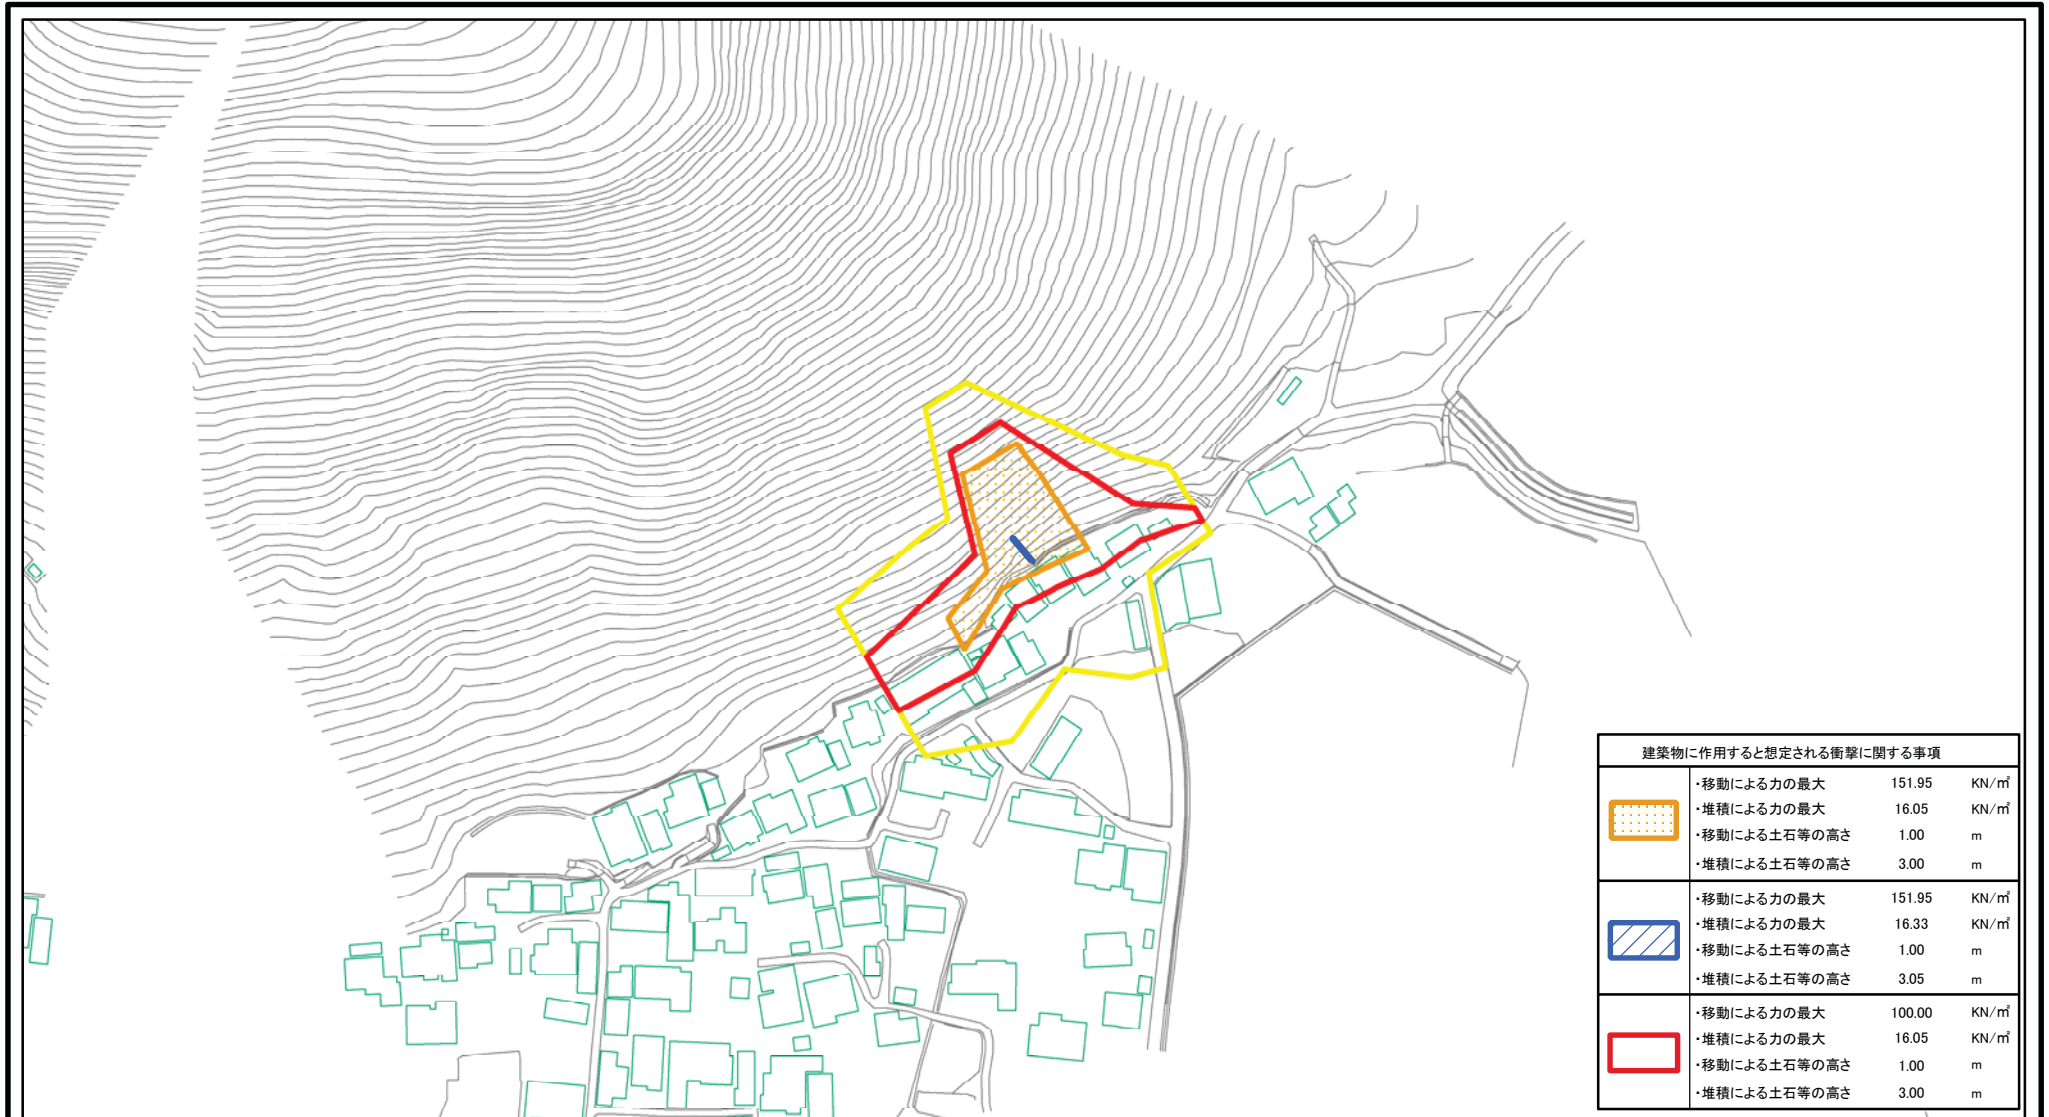 建築物に作用すると想定される衝撃に関する事項
・移動による力の最大 151.95 KN/㎡
・堆積による力の最大 16.05 KN/㎡
・移動による土石等の高さ 1.00 m
・堆積による土石等の高さ 3.00 m
・移動による力の最大 151.95 KN/㎡
・堆積による力の最大 16.33 KN/㎡
・移動による土石等の高さ 1.00 m
・堆積による土石等の高さ 3.05 m
・移動による力の最大 100.00 KN/㎡
・堆積による力の最大 16.05 KN/㎡
・移動による土石等の高さ 1.00 m
・堆積による土石等の高さ 3.00 m